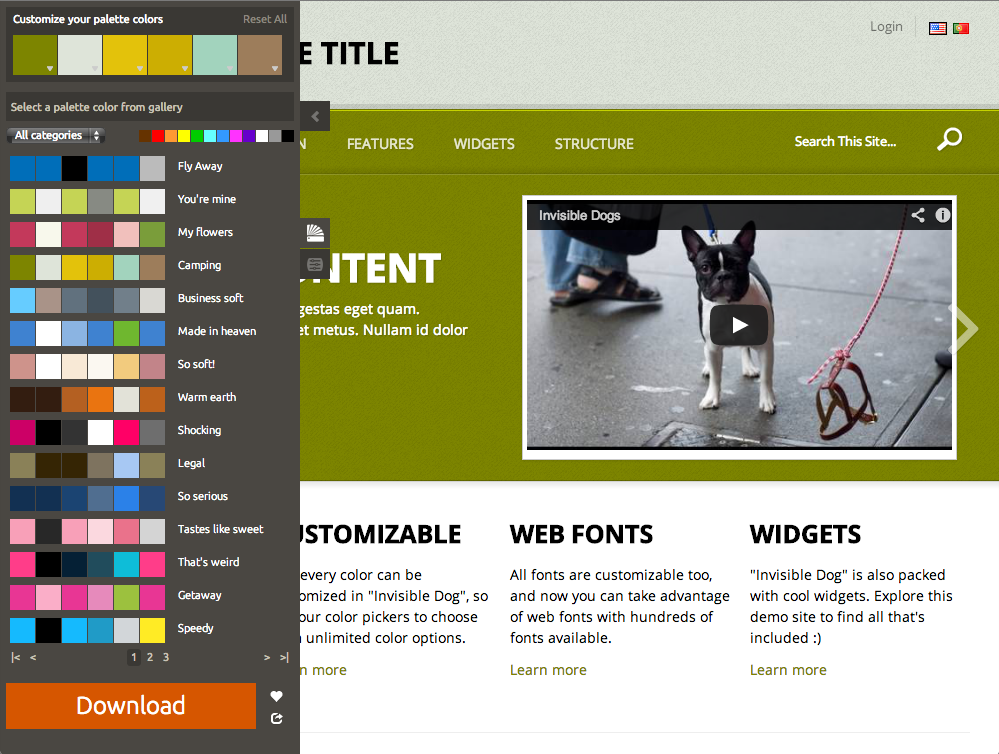 Customize your palette colors
Reset All
Select a palette color from gallery
All categories
Fly Away
You're mine
My flowers
Camping
Business soft
Made in heaven
So soft!
Warm earth
Shocking
Legal
So serious
Tastes like sweet
That's weird
Getaway
Speedy
|< < 1 2 3 > >|
Download
E TITLE
Login
N FEATURES WIDGETS STRUCTURE
Search This Site...
NTENT
gestas eget quam.
et metus. Nullam id dolor
Invisible Dogs
USTOMIZABLE
every color can be
omized in "Invisible Dog", so
our color pickers to choose
unlimited color options.
n more
WEB FONTS
All fonts are customizable too,
and now you can take advantage
of web fonts with hundreds of
fonts available.
Learn more
WIDGETS
"Invisible Dog" is also packed
with cool widgets. Explore this
demo site to find all that's
included :)
Learn more